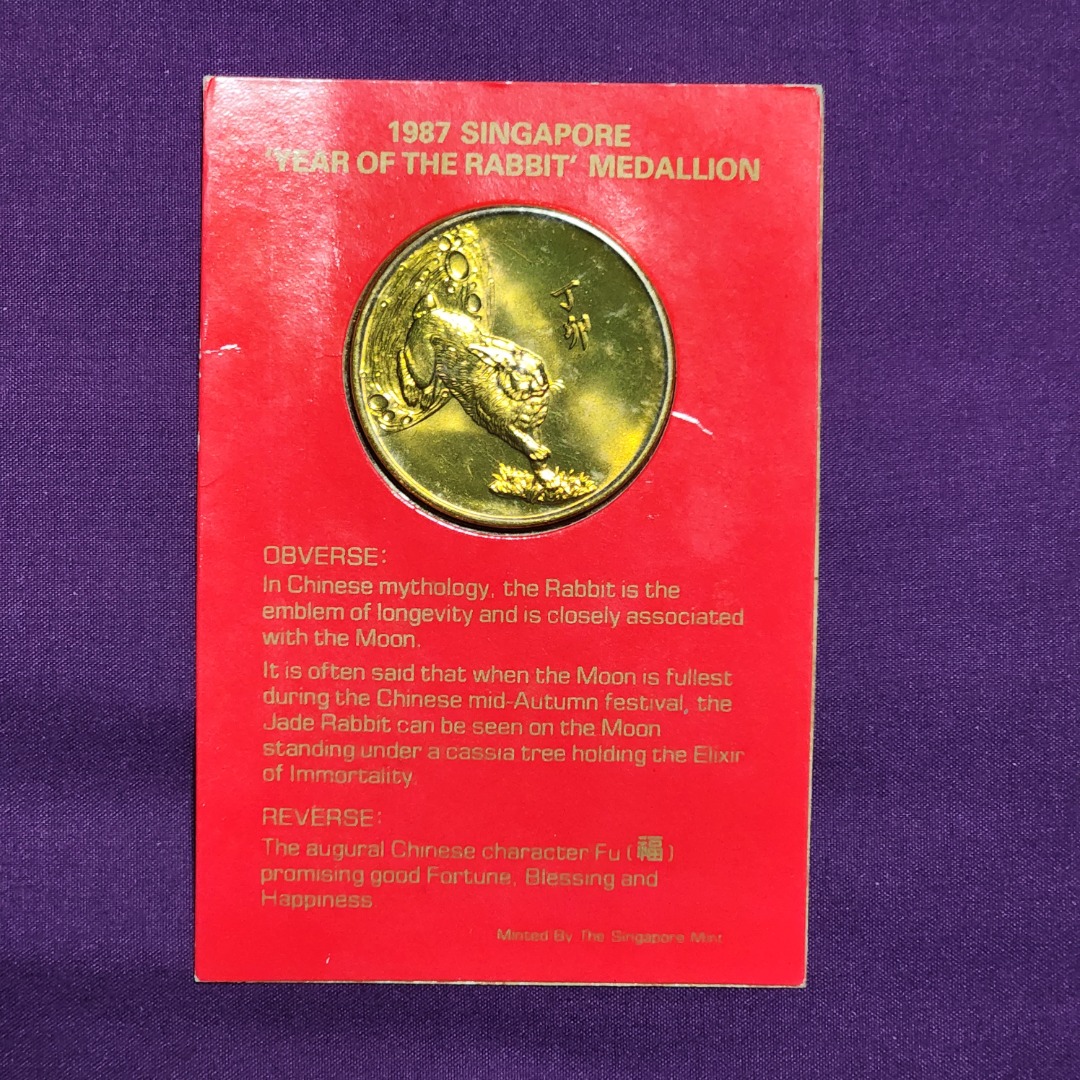 1987 SINGAPORE
'YEAR OF THE RABBIT' MEDALLION
丁卯
OBVERSE:
In Chinese mythology, the Rabbit is the
emblem of longevity and is closely associated
with the Moon.
It is often said that when the Moon is fullest
during the Chinese mid-Autumn festival, the
Jade Rabbit can be seen on the Moon
standing under a cassia tree holding the Elixir
of Immortality.
REVERSE:
The augural Chinese character Fu (福)
promising good Fortune, Blessing and
Happiness.
Minted By The Singapore Mint